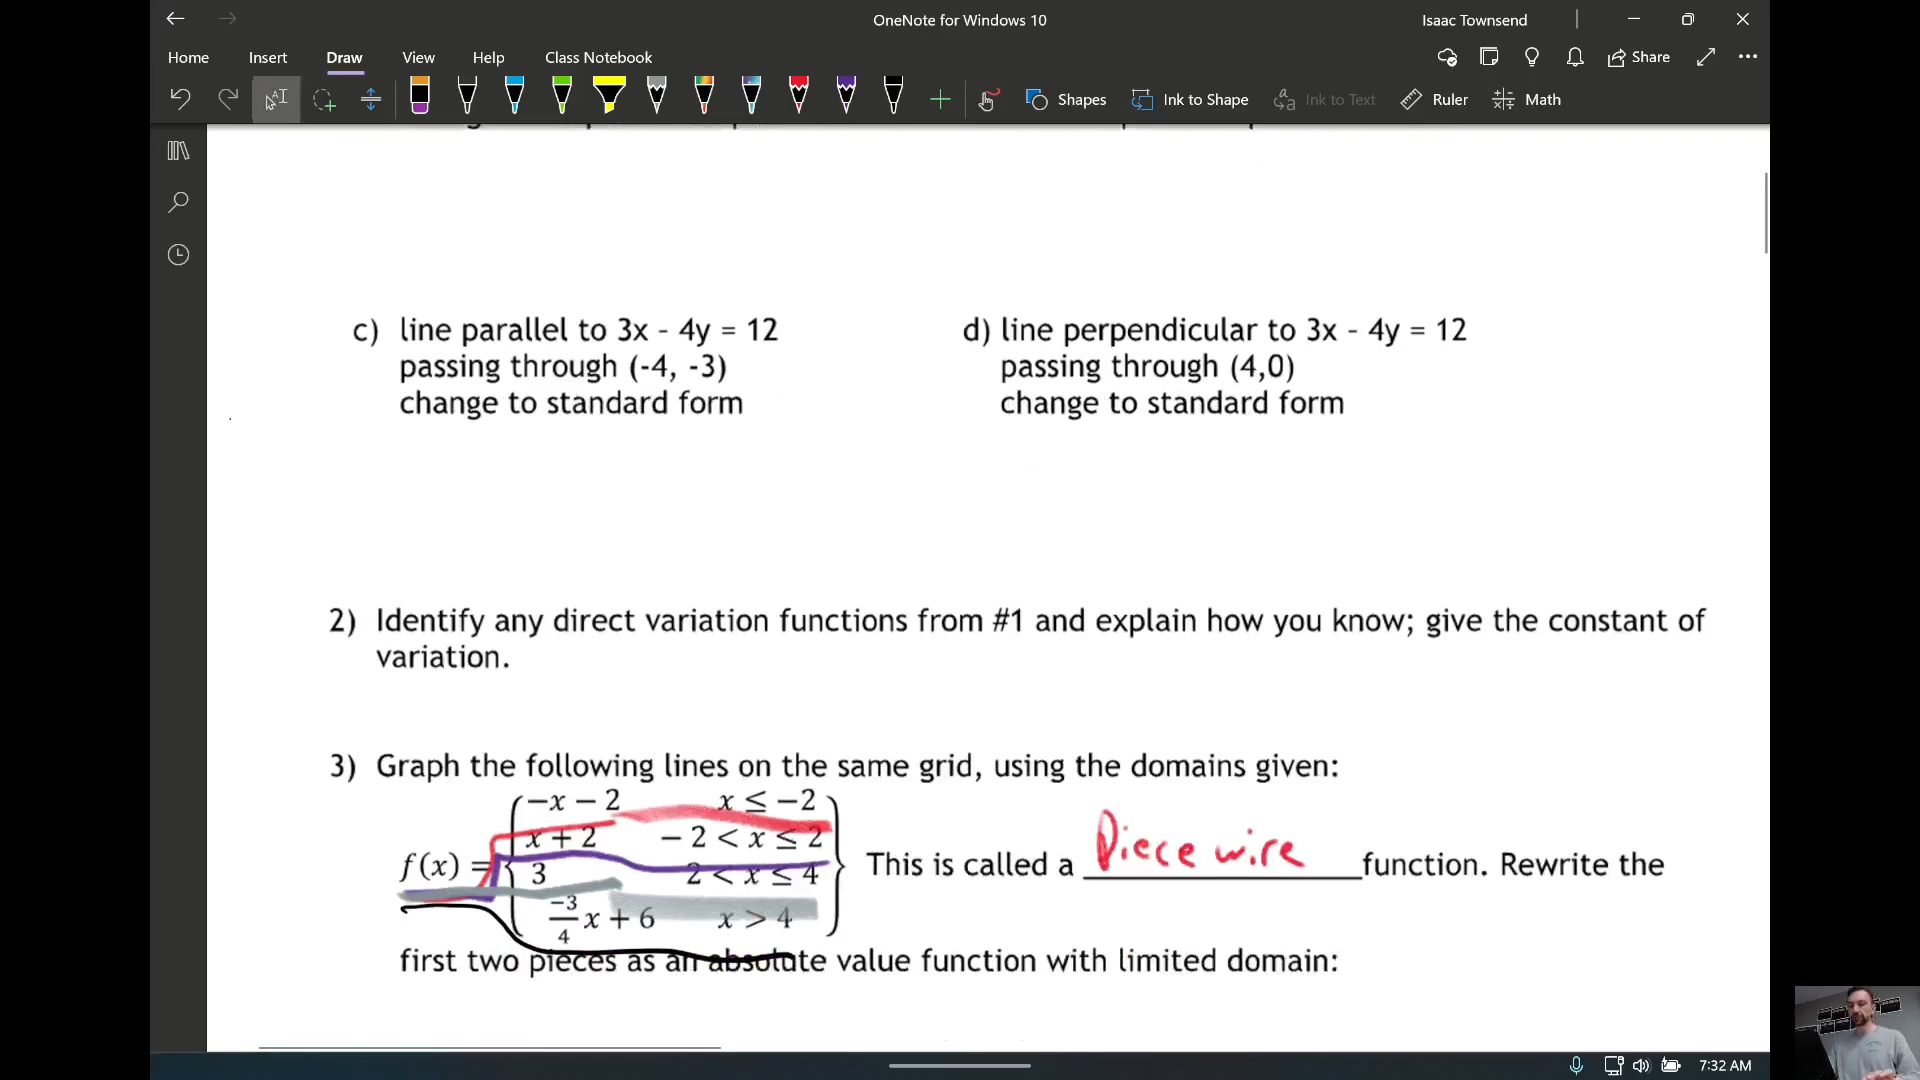 OneNote for Windows 10
Isaac Townsend
Home Insert Draw View Help Class Notebook
Share
Shapes Ink to Shape Ink to Text Ruler Math
c) line parallel to 3x - 4y = 12
passing through (-4, -3)
change to standard form
d) line perpendicular to 3x - 4y = 12
passing through (4,0)
change to standard form
2) Identify any direct variation functions from #1 and explain how you know; give the constant of
variation.
3) Graph the following lines on the same grid, using the domains given:
−x − 2 x ≤ −2
x + 2 − 2 < x ≤ 2
f(x) = 3 2 < x ≤ 4
−3/4 x + 6 x > 4
This is called a Piece wire function. Rewrite the
first two pieces as an absolute value function with limited domain:
7:32 AM